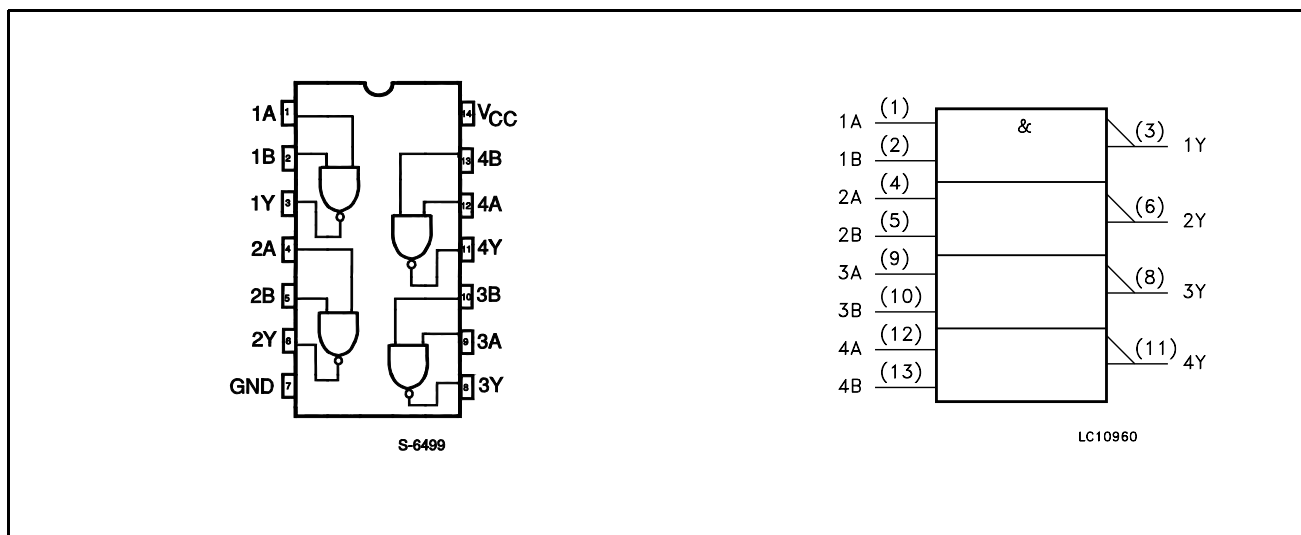 1A 1
1B 2
1Y 3
2A 4
2B 5
2Y 6
GND 7
14 VCC
13 4B
12 4A
11 4Y
10 3B
9 3A
8 3Y
S-6499
1A (1)
1B (2)
2A (4)
2B (5)
3A (9)
3B (10)
4A (12)
4B (13)
&
(3) 1Y
(6) 2Y
(8) 3Y
(11) 4Y
LC10960